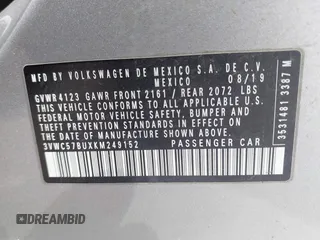 MFD. BY VOLKSWAGEN DE MEXICO S.A. DE C.V.
MEXICO 08/19
GVWR 4123 GAWR FRONT 2161 / REAR 2072 LBS
THIS VEHICLE CONFORMS TO ALL APPLICABLE U.S.
FEDERAL MOTOR VEHICLE SAFETY, BUMPER AND
THEFT PREVENTION STANDARDS IN EFFECT ON THE
DATE OF MANUFACTURE SHOWN ABOVE.
3VWC57BUXKM249152 PASSENGER CAR
3531481 3387 M
DREAMBID